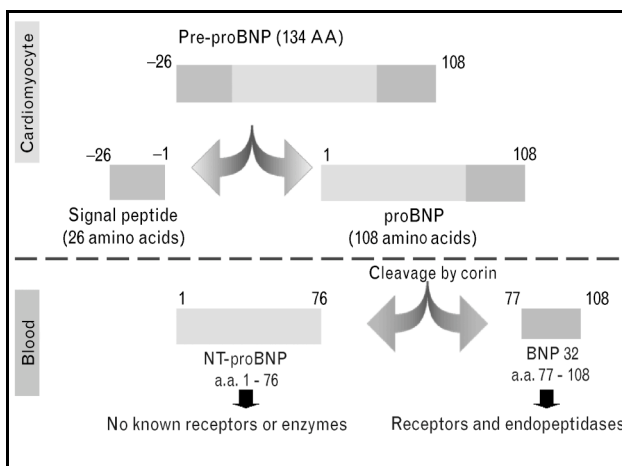 Cardiomyocyte
Pre-proBNP (134 AA)
–26
108
–26
–1
1
108
Signal peptide
(26 amino acids)
proBNP
(108 amino acids)
Cleavage by corin
Blood
1
76
77
108
NT-proBNP
a.a. 1 - 76
BNP 32
a.a. 77 - 108
No known receptors or enzymes
Receptors and endopeptidases